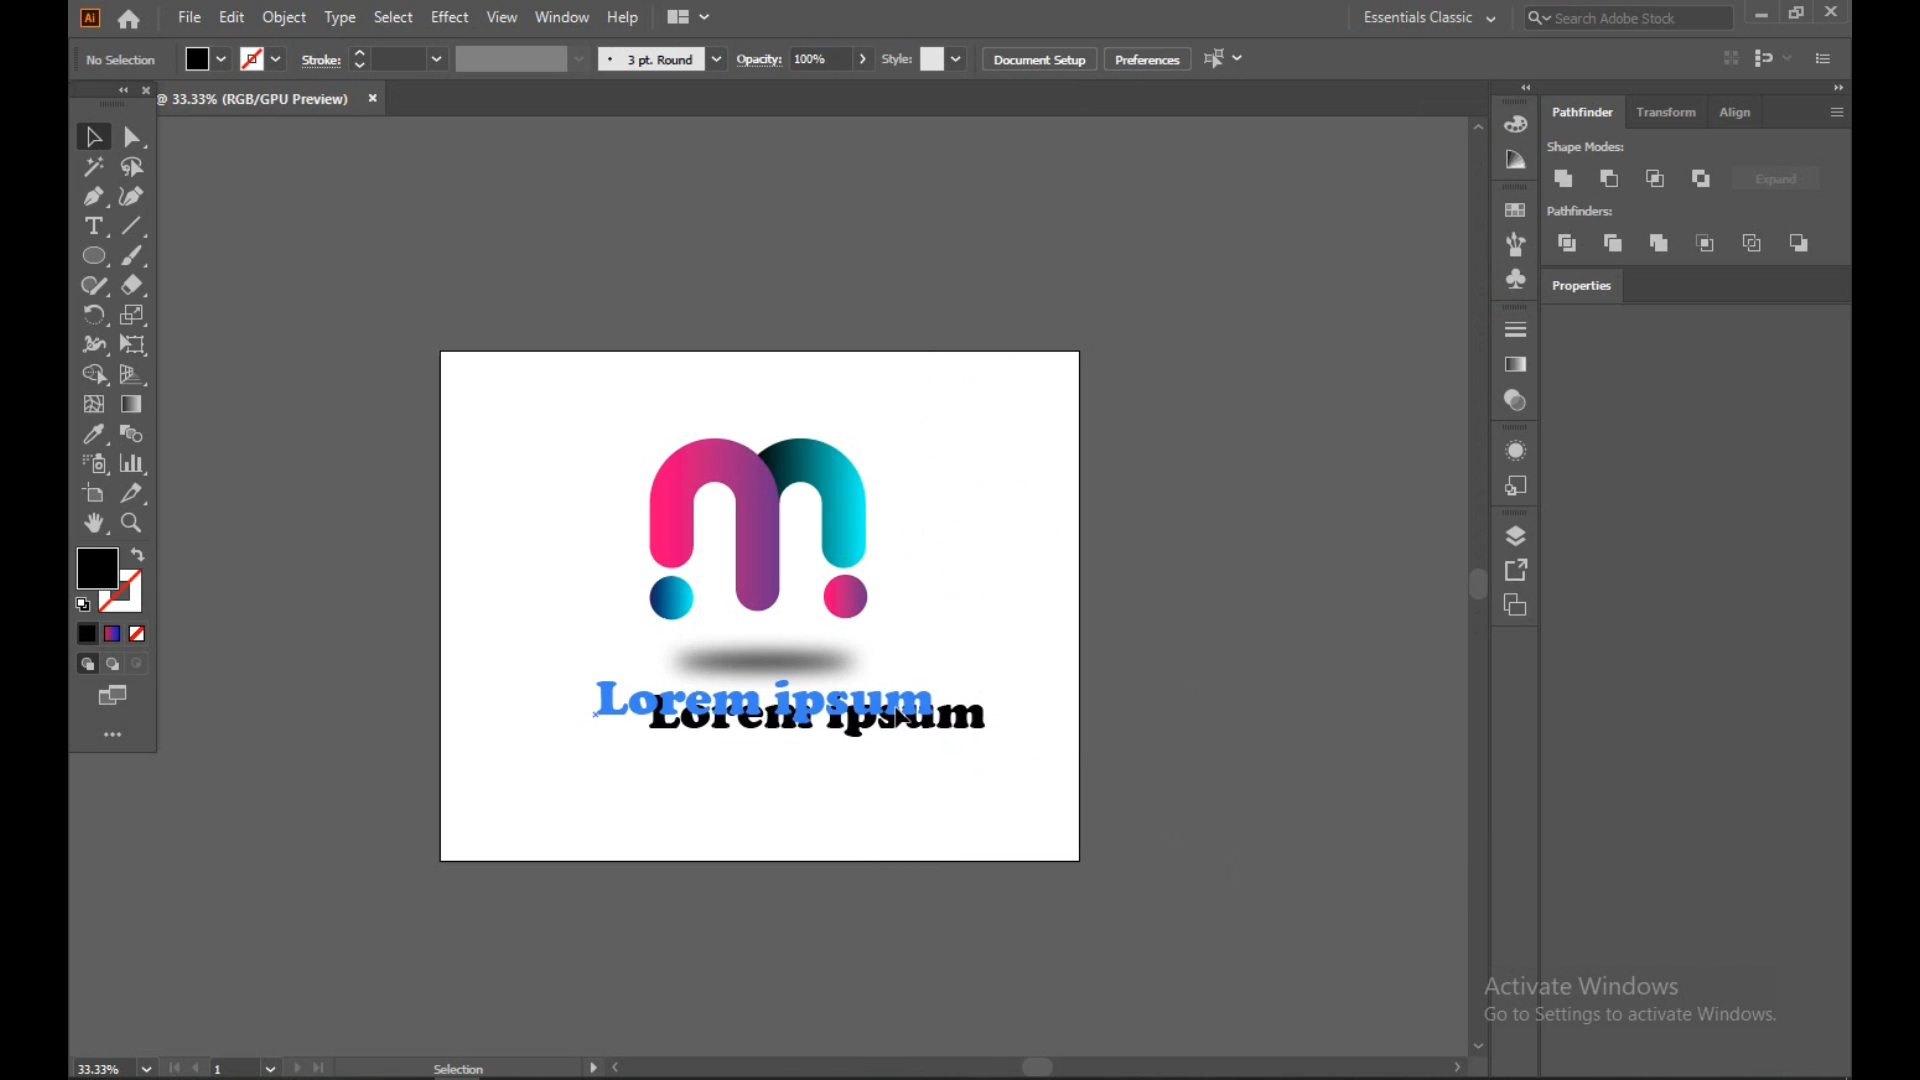 Ai File Edit Object Type Select Effect View Window Help Essentials Classic Search Adobe Stock
No Selection Stroke: 3 pt. Round Opacity: 100% Style: Document Setup Preferences
@ 33.33% (RGB/GPU Preview)
Pathfinder Transform Align
Shape Modes:
Expand
Pathfinders:
Properties
Lorem ipsum
Lorem ipsum
Activate Windows
Go to Settings to activate Windows.
33.33% 1 Selection